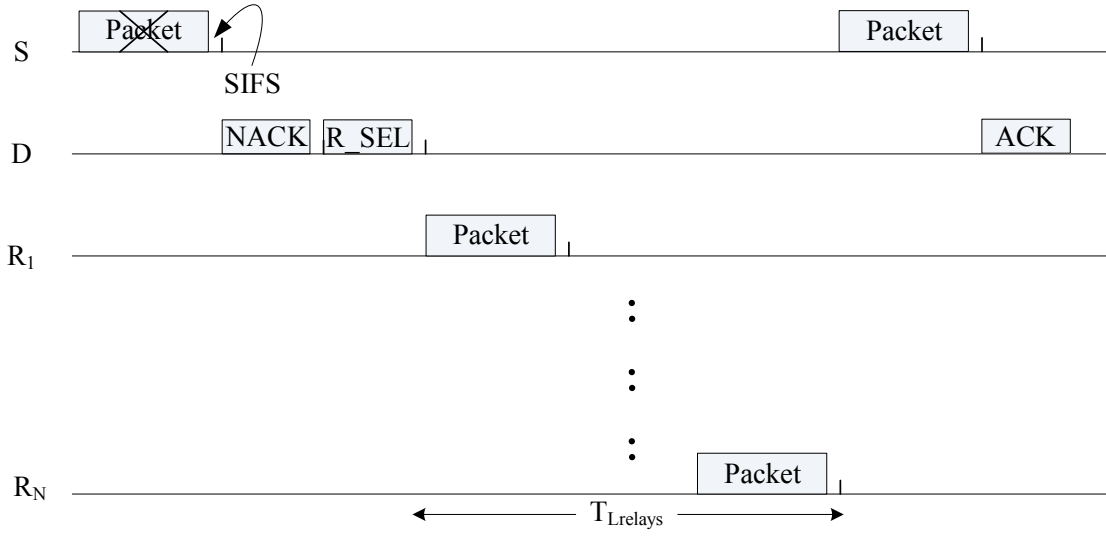 Packet
Packet
S
SIFS
NACK
R_SEL
ACK
D
Packet
R1
Packet
RN
TLrelays